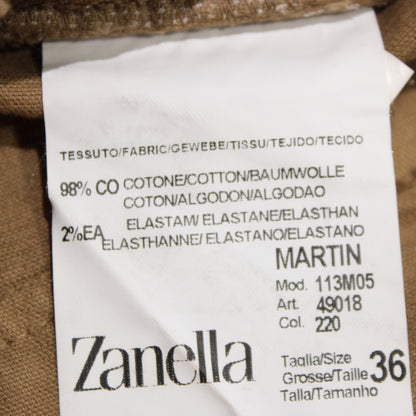 TESSUTO/FABRIC/GEWEBE/TISSU/TEJIDO/TECIDO
98% CO COTONE/COTTON/BAUMWOLLE
COTON/ALGODON/ALGODAO
2%EA ELASTAM/ ELASTANE/ELASTHAN
ELASTHANNE/ ELASTANO/ELASTANO
MARTIN
Mod. 113M05
Art. 49018
Col. 220
Zanella
Taglia/Size
Grosse/Taille 36
Talla/Tamanho